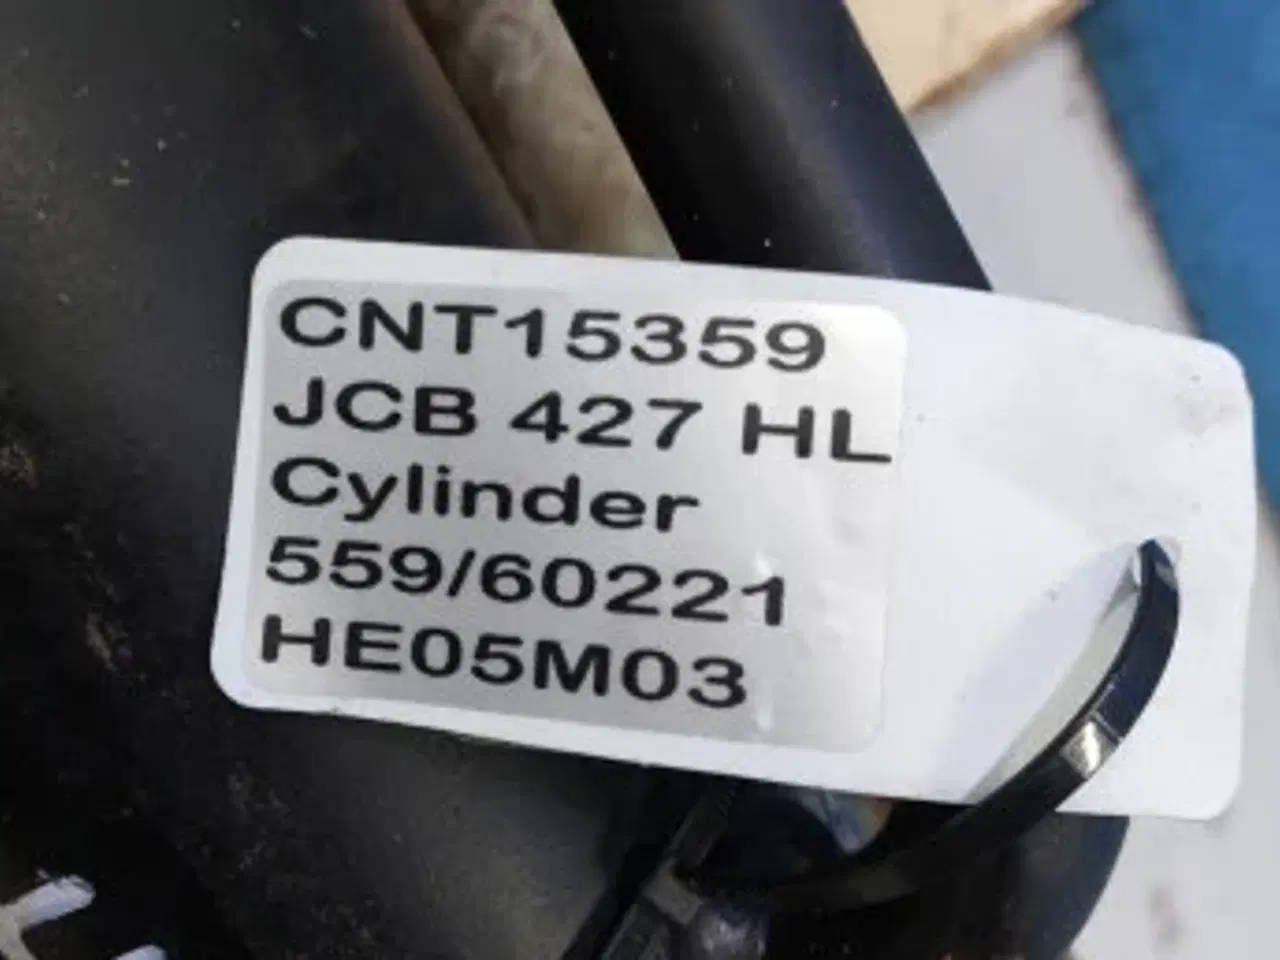 CNT15359
JCB 427 HL
Cylinder
559/60221
HE05M03